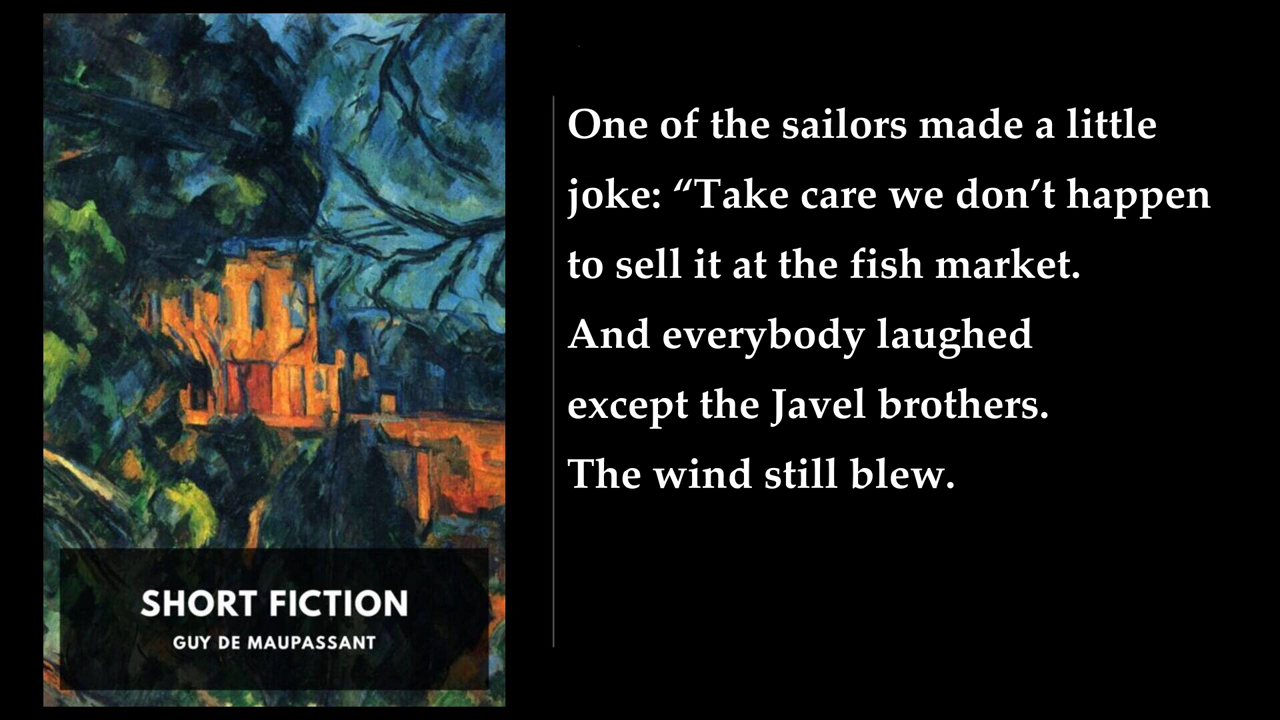 One of the sailors made a little
joke: “Take care we don’t happen
to sell it at the fish market.
And everybody laughed
except the Javel brothers.
The wind still blew.
SHORT FICTION
GUY DE MAUPASSANT